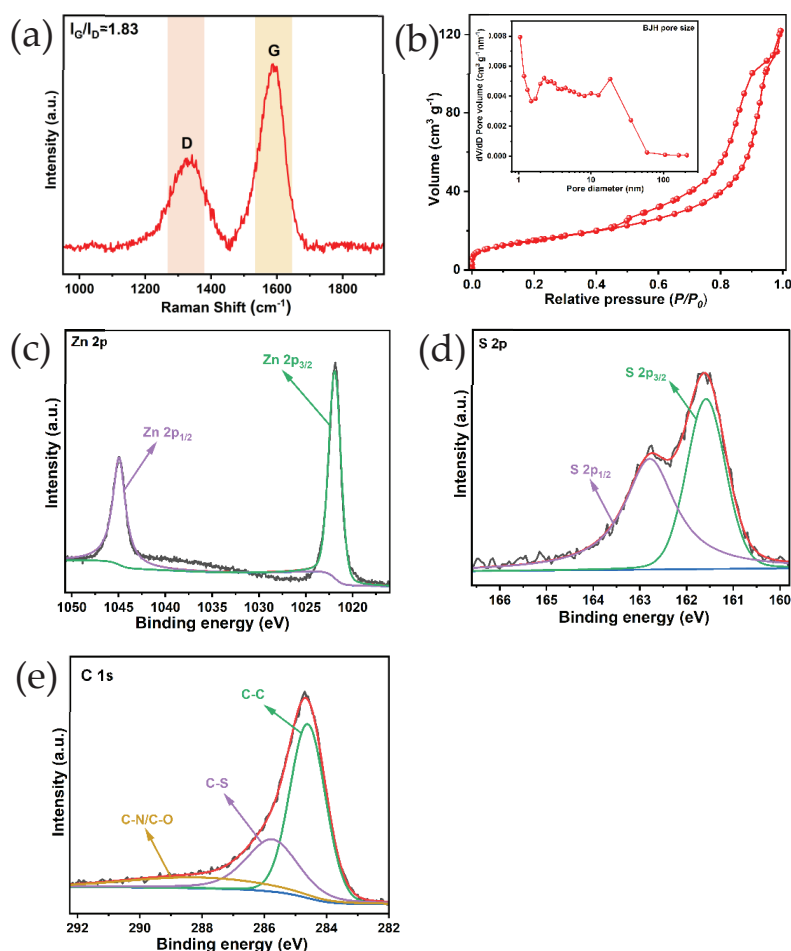 (a)
I_G/I_D=1.83
D
G
Intensity (a.u.)
1000 1200 1400 1600 1800
Raman Shift (cm⁻¹)
(b)
BJH pore size
dV/dD Pore volume (cm³ g⁻¹ nm⁻¹)
0.008
0.006
0.004
0.002
0.000
1 10 100
Pore diameter (nm)
Volume (cm³ g⁻¹)
120
80
40
0
0.0 0.2 0.4 0.6 0.8 1.0
Relative pressure (P/P₀)
(c)
Zn 2p
Zn 2p₃/₂
Zn 2p₁/₂
Intensity (a.u.)
1050 1045 1040 1035 1030 1025 1020
Binding energy (eV)
(d)
S 2p
S 2p₃/₂
S 2p₁/₂
Intensity (a.u.)
166 165 164 163 162 161 160
Binding energy (eV)
(e)
C 1s
C-C
C-S
C-N/C-O
Intensity (a.u.)
292 290 288 286 284 282
Binding energy (eV)